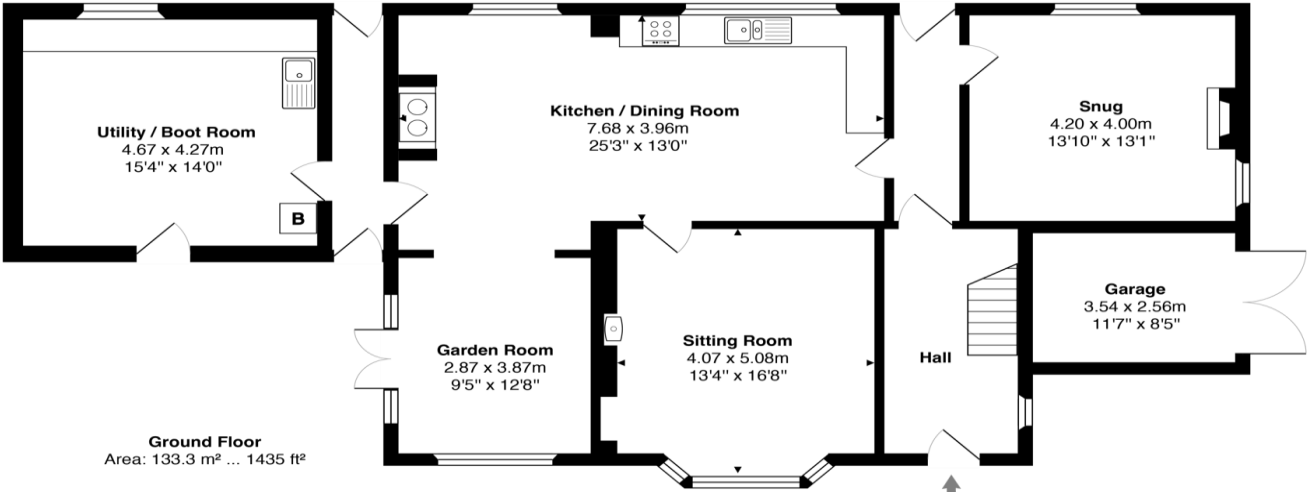 Utility / Boot Room
4.67 x 4.27m
15'4" x 14'0"
B
Kitchen / Dining Room
7.68 x 3.96m
25'3" x 13'0"
Snug
4.20 x 4.00m
13'10" x 13'1"
Garage
3.54 x 2.56m
11'7" x 8'5"
Garden Room
2.87 x 3.87m
9'5" x 12'8"
Sitting Room
4.07 x 5.08m
13'4" x 16'8"
Hall
Ground Floor
Area: 133.3 m² ... 1435 ft²